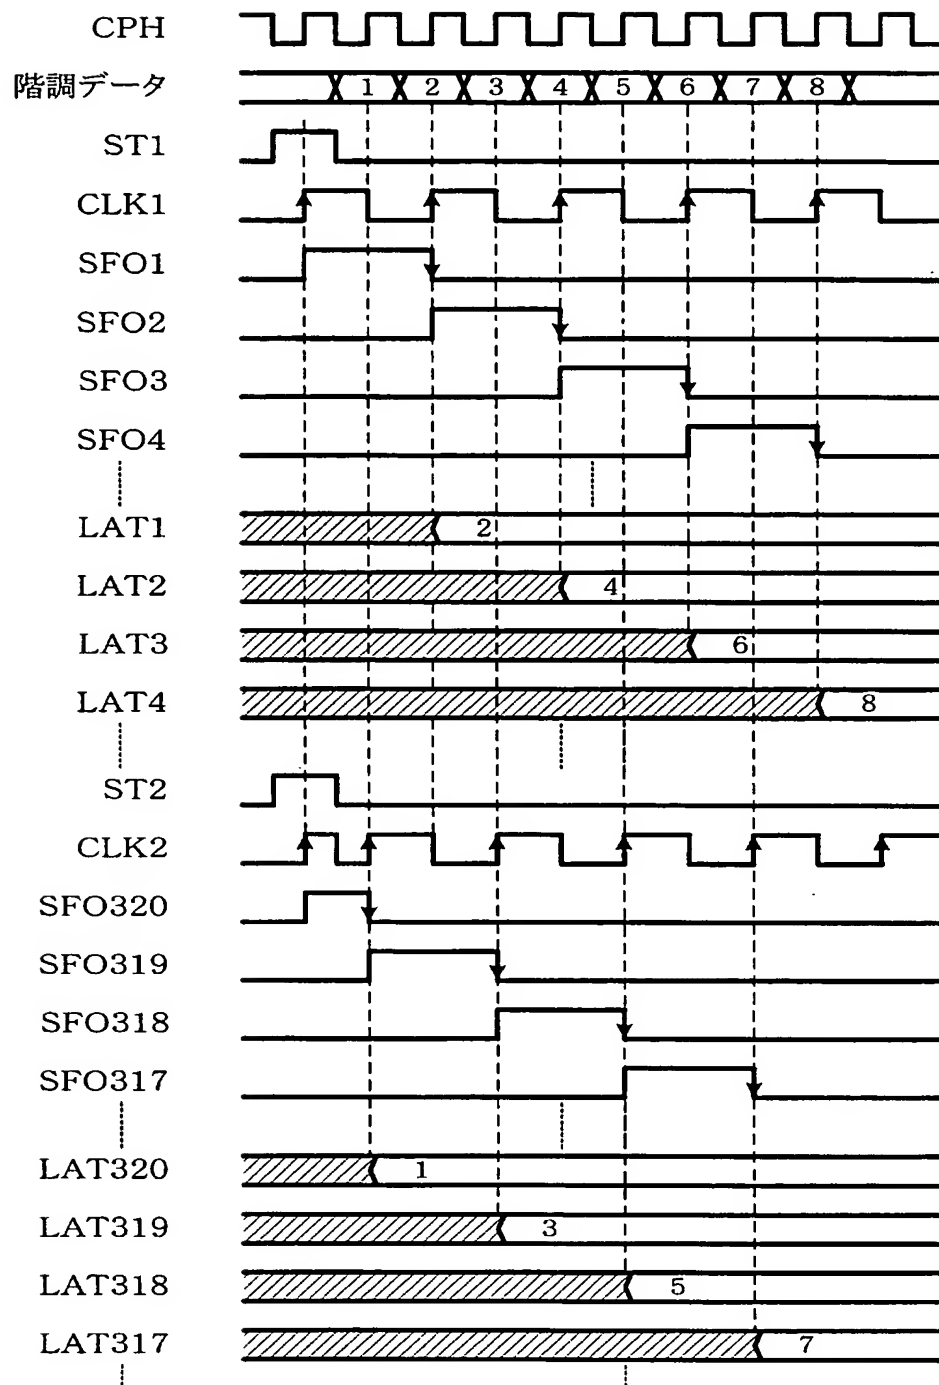 CPH
階調データ 1 2 3 4 5 6 7 8
ST1
CLK1
SFO1
SFO2
SFO3
SFO4
LAT1 2
LAT2 4
LAT3 6
LAT4 8
ST2
CLK2
SFO320
SFO319
SFO318
SFO317
LAT320 1
LAT319 3
LAT318 5
LAT317 7